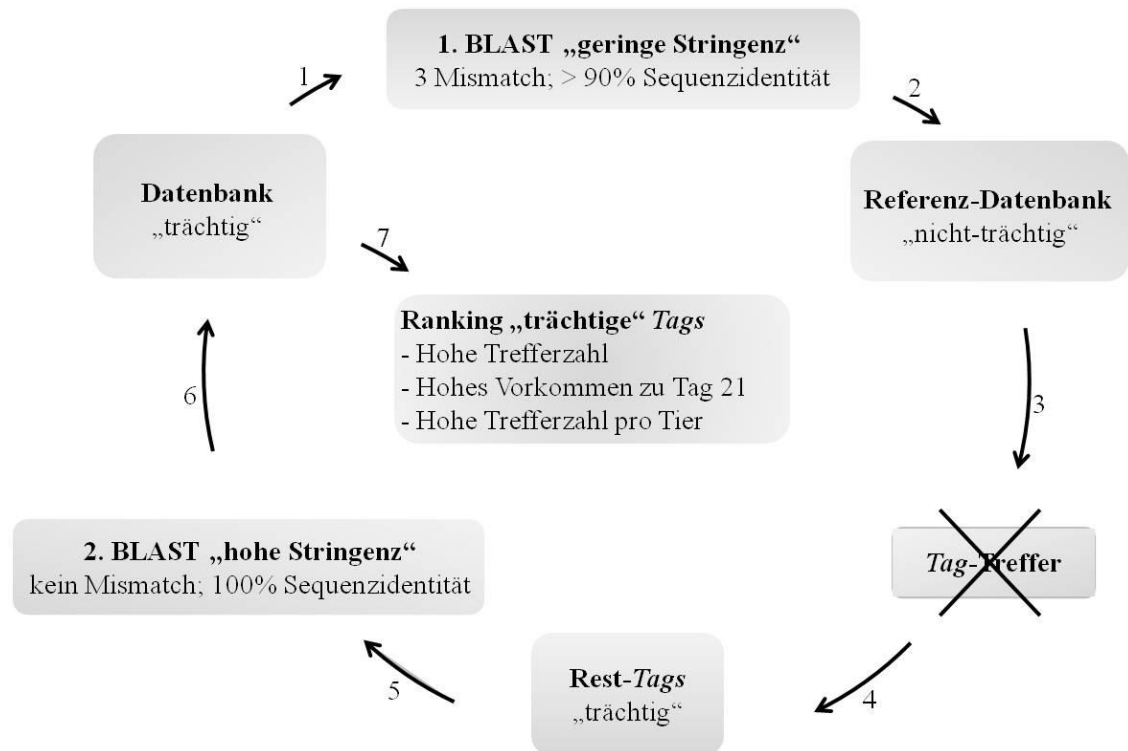 1. BLAST „geringe Stringenz“
3 Mismatch; > 90% Sequenzidentität
1
2
Datenbank
„trächtig“
Referenz-Datenbank
„nicht-trächtig“
7
Ranking „trächtige“ Tags
- Hohe Trefferzahl
- Hohes Vorkommen zu Tag 21
- Hohe Trefferzahl pro Tier
6
3
2. BLAST „hohe Stringenz“
kein Mismatch; 100% Sequenzidentität
Tag-Treffer
Rest-Tags
„trächtig“
5
4